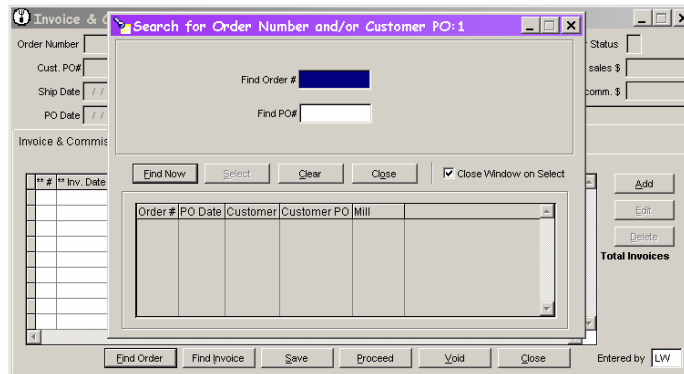 Invoice &
Search for Order Number and/or Customer PO:1
Order Number
Status
Cust. PO#
sales $
Find Order #
Ship Date / /
comm. $
Find PO#
PO Date / /
Invoice & Commis
Find Now Select Clear Close Close Window on Select
** # ** Inv. Date
Add
Order # PO Date Customer Customer PO Mill
Edit
Delete
Total Invoices
Find Order Find Invoice Save Proceed Void Close Entered by LW